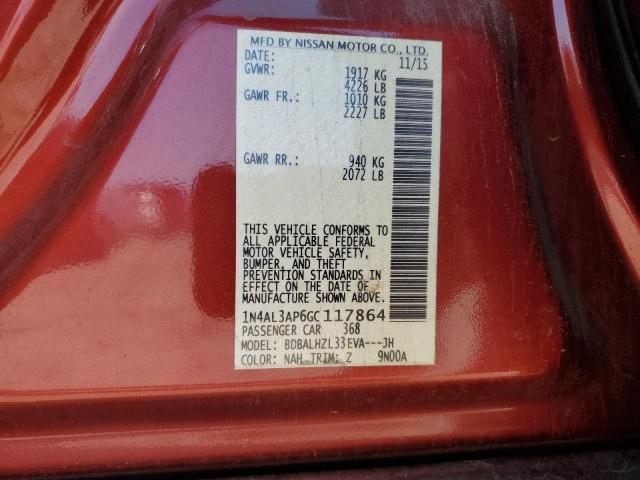 MFD BY NISSAN MOTOR CO., LTD.
DATE: 11/15
GVWR: 1917 KG
4226 LB
GAWR FR.: 1010 KG
2227 LB
GAWR RR.: 940 KG
2072 LB
THIS VEHICLE CONFORMS TO
ALL APPLICABLE FEDERAL
MOTOR VEHICLE SAFETY,
BUMPER, AND THEFT
PREVENTION STANDARDS IN
EFFECT ON THE DATE OF
MANUFACTURE SHOWN ABOVE.
1N4AL3AP6GC117864
PASSENGER CAR 368
MODEL: BDBALHZL33EVA---JH
COLOR: NAH TRIM: Z 9N00A